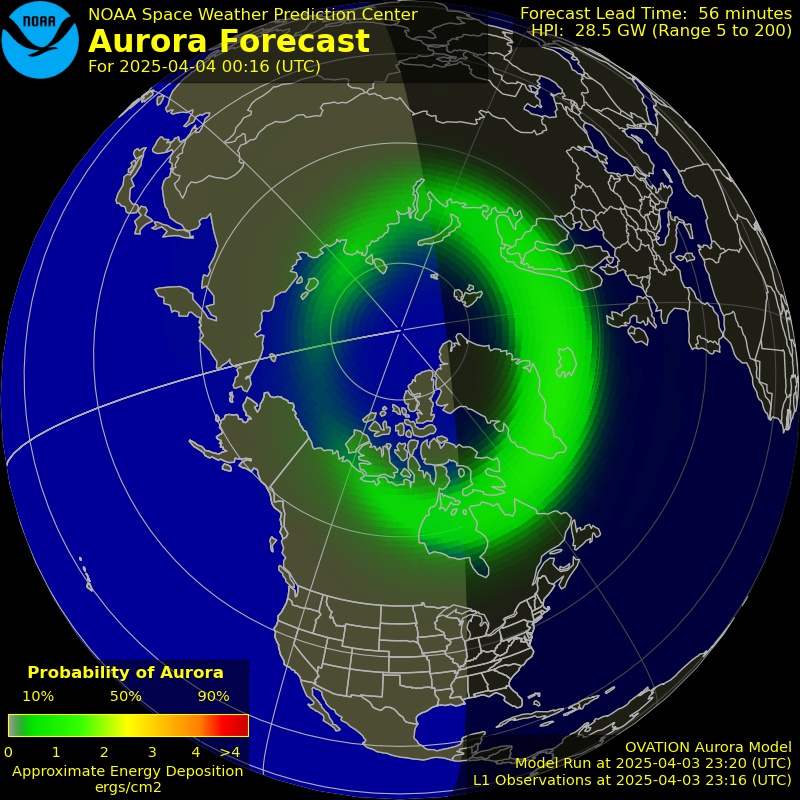 NOAA
NOAA Space Weather Prediction Center
Aurora Forecast
For 2025-04-04 00:16 (UTC)
Forecast Lead Time: 56 minutes
HPI: 28.5 GW (Range 5 to 200)
Probability of Aurora
10% 50% 90%
0 1 2 3 4 >4
Approximate Energy Deposition
ergs/cm2
OVATION Aurora Model
Model Run at 2025-04-03 23:20 (UTC)
L1 Observations at 2025-04-03 23:16 (UTC)